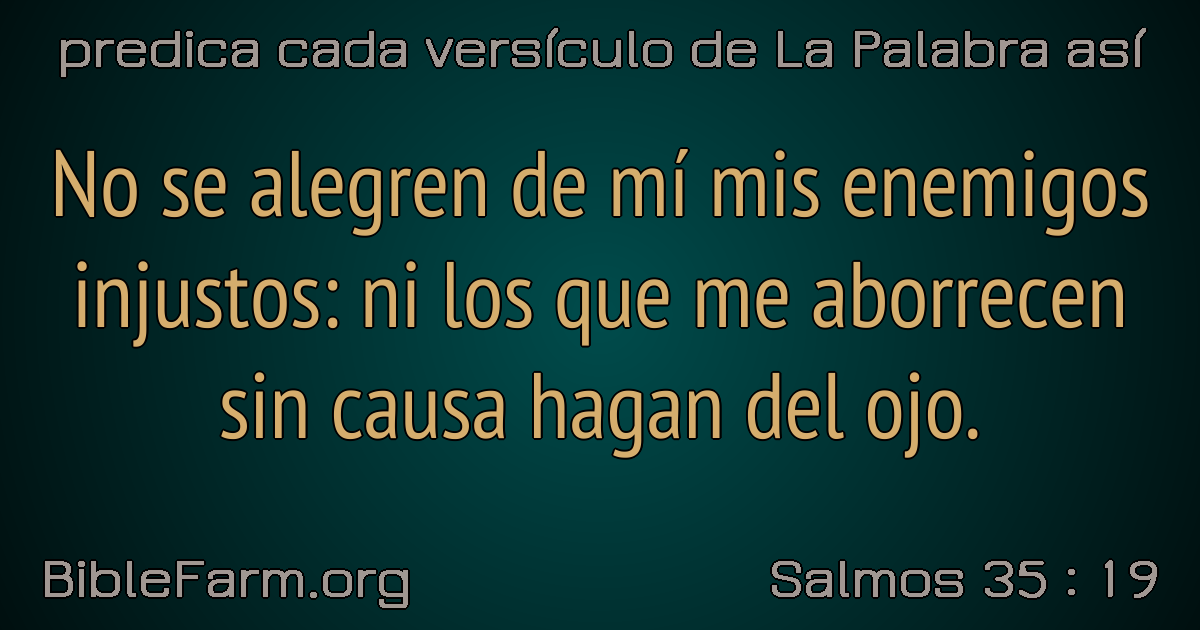 predica cada versículo de La Palabra así
No se alegren de mí mis enemigos
injustos: ni los que me aborrecen
sin causa hagan del ojo.
BibleFarm.org
Salmos 35 : 19